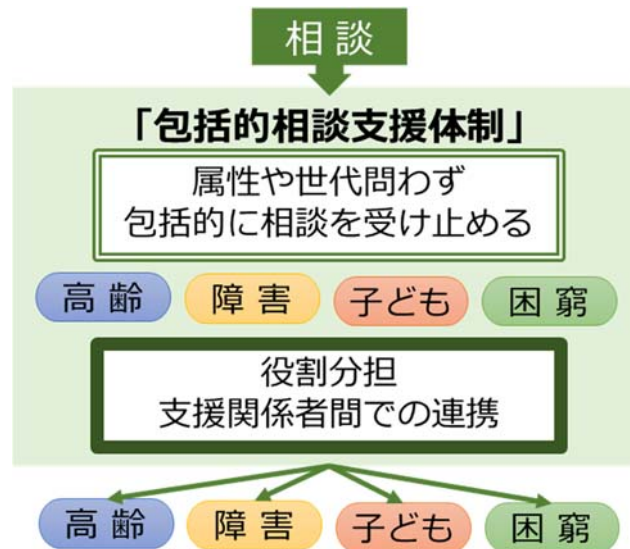 相談
「包括的相談支援体制」
属性や世代問わず
包括的に相談を受け止める
高齢 障害 子ども 困窮
役割分担
支援関係者間での連携
高齢 障害 子ども 困窮